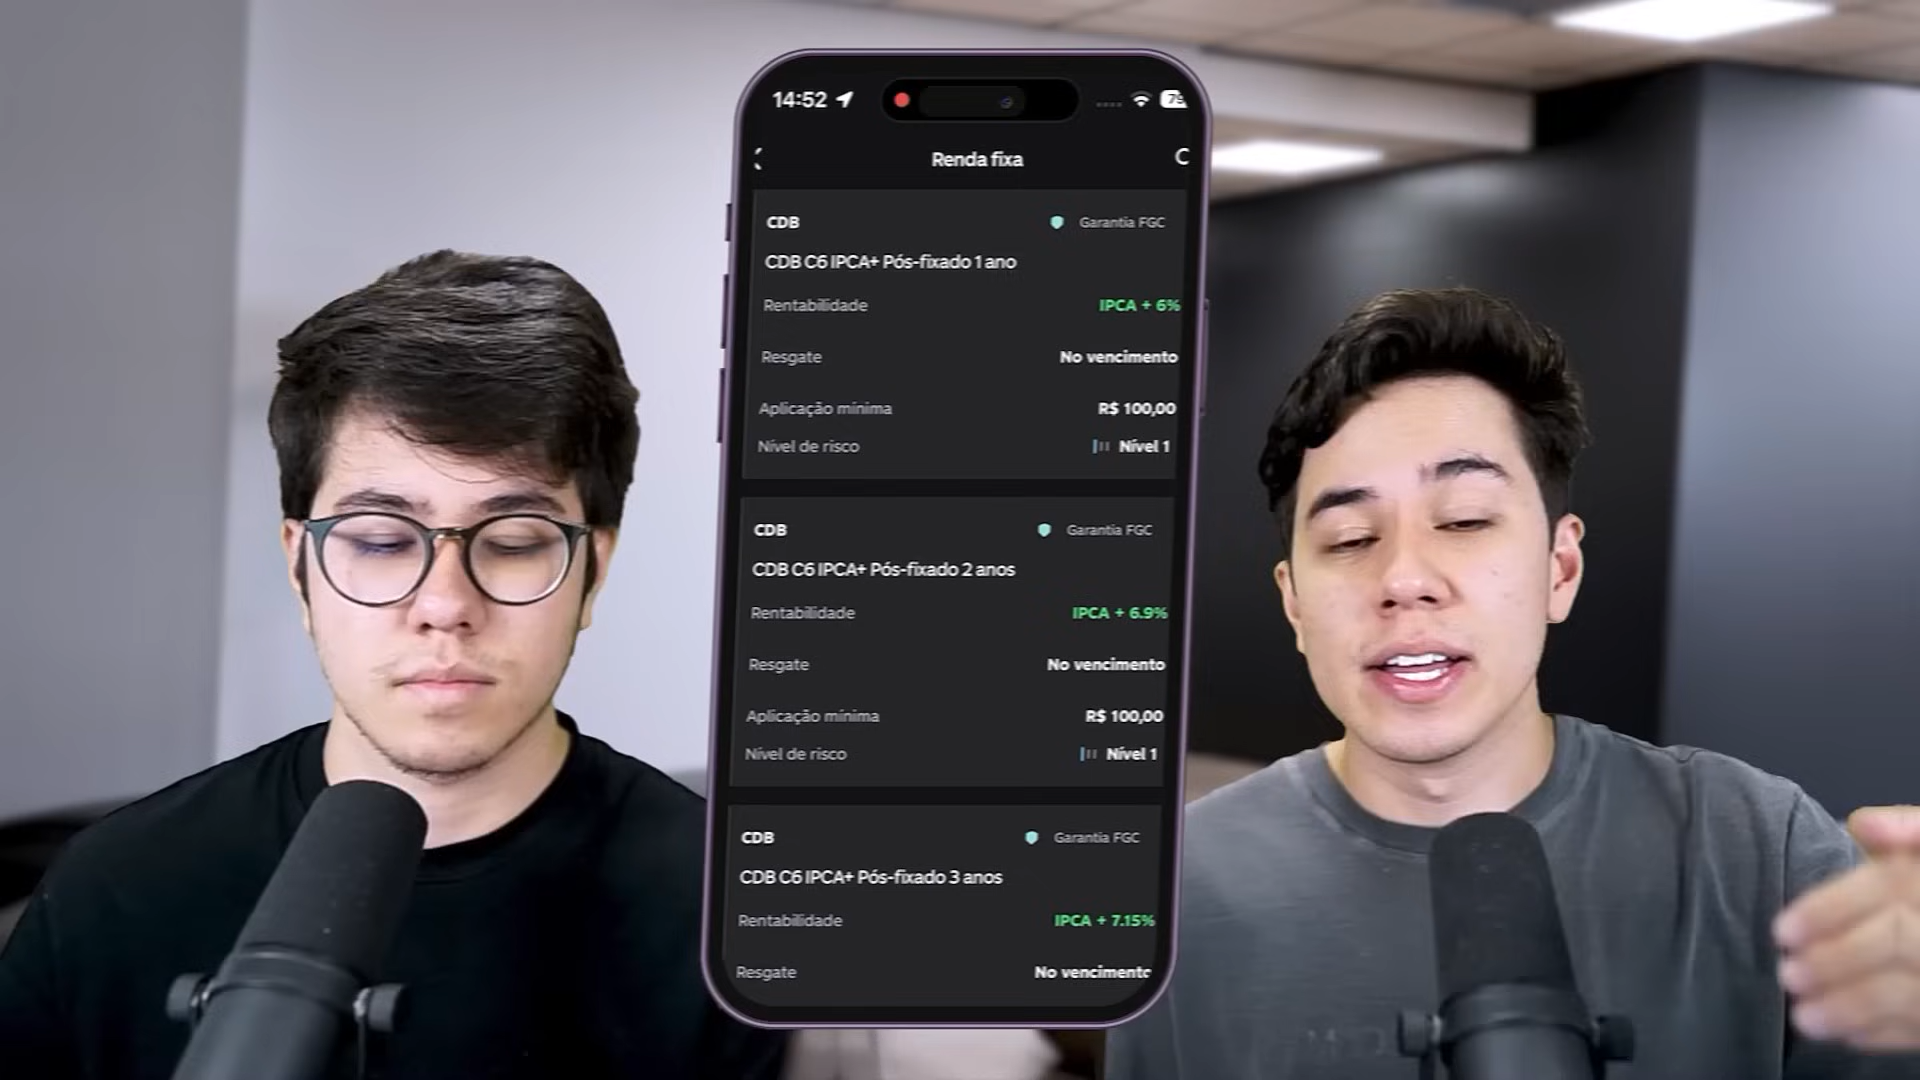 14:52
79
Renda fixa
CDB Garantia FGC
CDB C6 IPCA+ Pós-fixado 1 ano
Rentabilidade IPCA + 6%
Resgate No vencimento
Aplicação mínima R$ 100,00
Nível de risco Nível 1
CDB Garantia FGC
CDB C6 IPCA+ Pós-fixado 2 anos
Rentabilidade IPCA + 6.9%
Resgate No vencimento
Aplicação mínima R$ 100,00
Nível de risco Nível 1
CDB Garantia FGC
CDB C6 IPCA+ Pós-fixado 3 anos
Rentabilidade IPCA + 7.15%
Resgate No vencimento